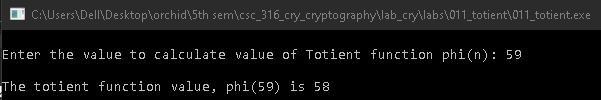 C:\Users\Dell\Desktop\orchid\5th sem\csc_316_cry_cryptography\lab_cry\labs\011_totient\011_totient.exe
Enter the value to calculate value of Totient function phi(n): 59
The totient function value, phi(59) is 58